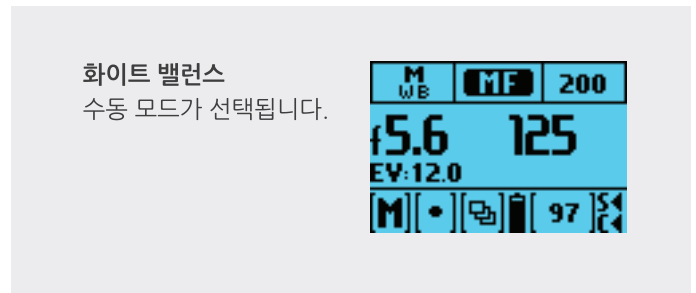 화이트 밸런스
수동 모드가 선택됩니다.
M WB MF 200
f5.6 125
EV:12.0
[M] [•] [ 97 ] S
C